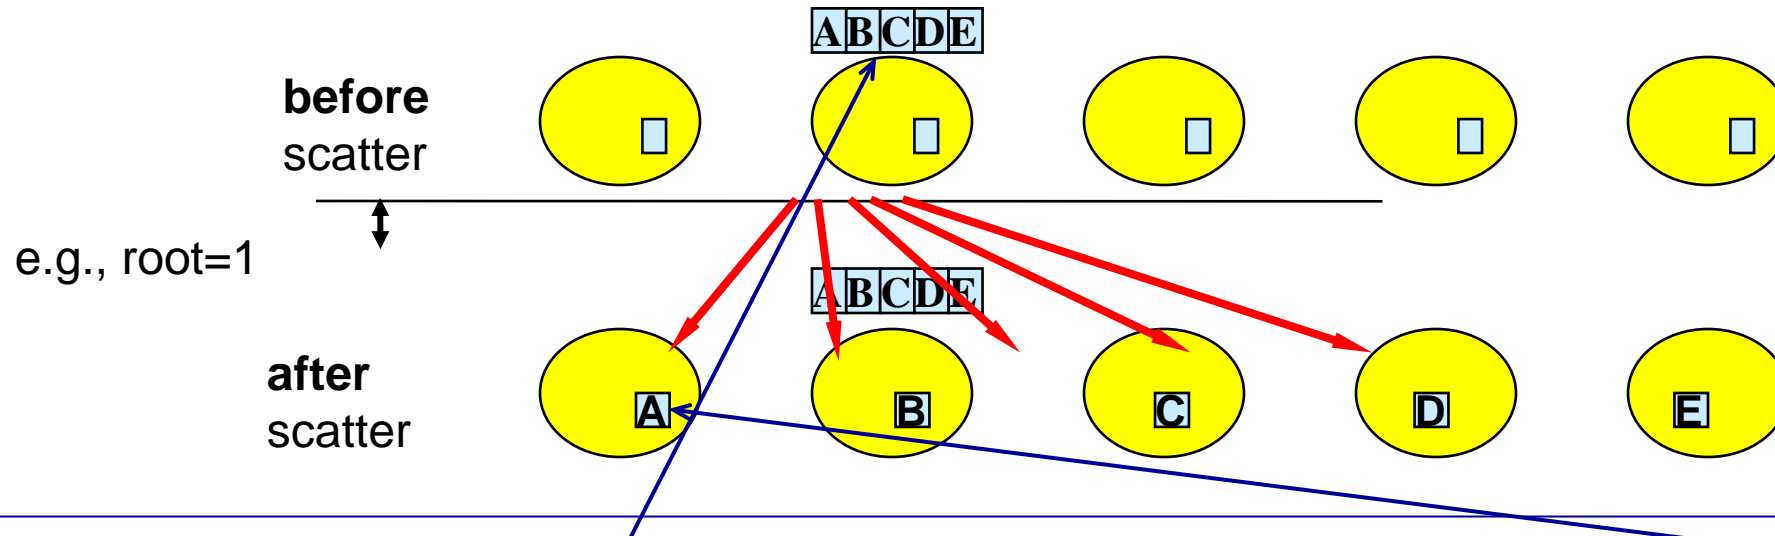 ABCDE
before
scatter
e.g., root=1
ABCDE
after
scatter
A B C D E